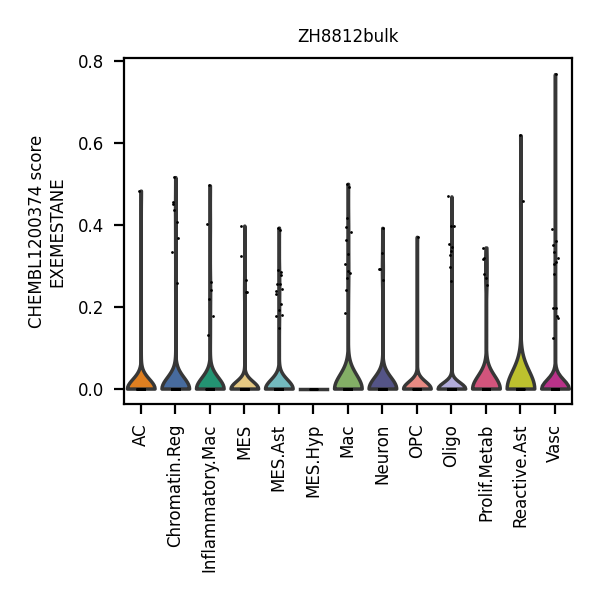 ZH8812bulk
CHEMBL1200374 score
EXEMESTANE
0.8
0.6
0.4
0.2
0.0
AC
Chromatin.Reg
Inflammatory.Mac
MES
MES.Ast
MES.Hyp
Mac
Neuron
OPC
Oligo
Prolif.Metab
Reactive.Ast
Vasc